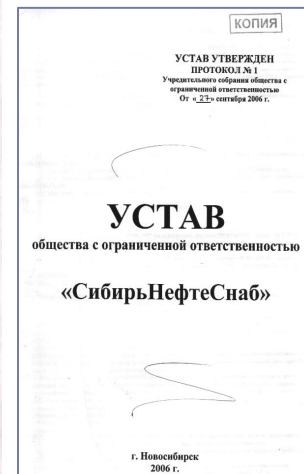 КОПИЯ
УСТАВ УТВЕРЖДЕН
ПРОТОКОЛ № 1
Учредительного собрания общества с
ограниченной ответственностью
От « 27 » сентября 2006 г.
УСТАВ
общества с ограниченной ответственностью
«СибирьНефтеСнаб»
г. Новосибирск
2006 г.